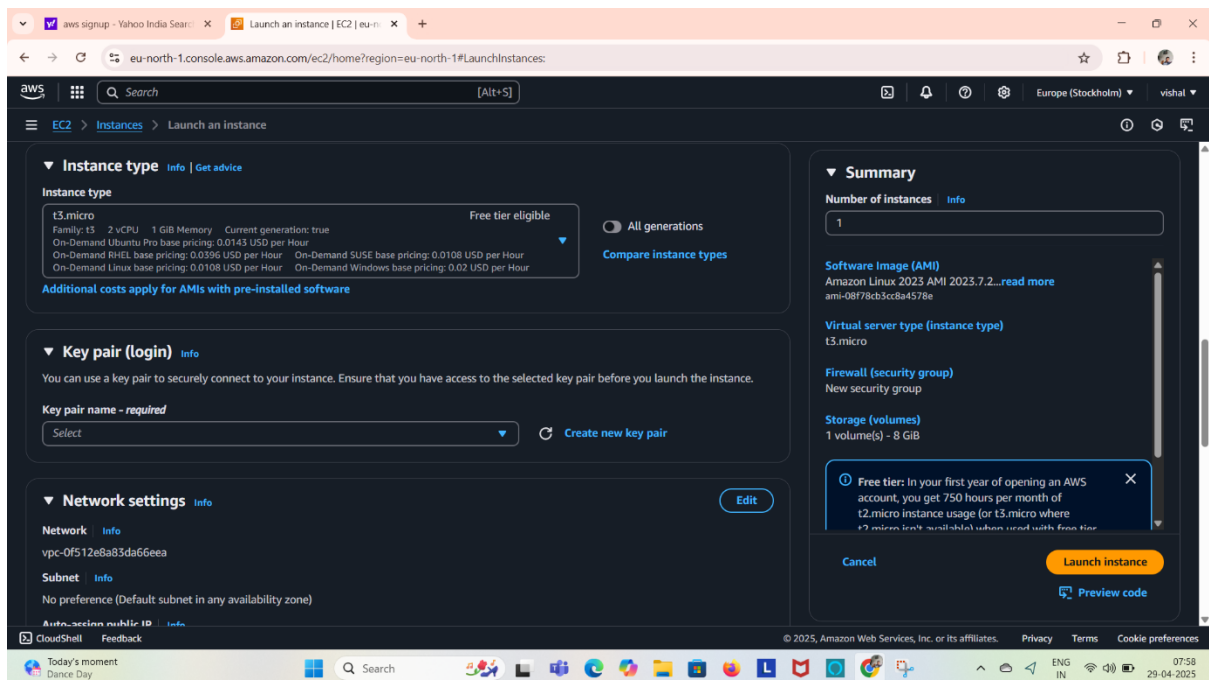 aws signup - Yahoo India Searc
Launch an instance | EC2 | eu-n
eu-north-1.console.aws.amazon.com/ec2/home?region=eu-north-1#LaunchInstances:
aws
Search
[Alt+S]
Europe (Stockholm)
vishal
EC2 > Instances > Launch an instance
Instance type Info | Get advice
Instance type
t3.micro
Free tier eligible
Family: t3 2 vCPU 1 GiB Memory Current generation: true
On-Demand Ubuntu Pro base pricing: 0.0143 USD per Hour
On-Demand RHEL base pricing: 0.0396 USD per Hour On-Demand SUSE base pricing: 0.0108 USD per Hour
On-Demand Linux base pricing: 0.0108 USD per Hour On-Demand Windows base pricing: 0.02 USD per Hour
All generations
Compare instance types
Additional costs apply for AMIs with pre-installed software
Key pair (login) Info
You can use a key pair to securely connect to your instance. Ensure that you have access to the selected key pair before you launch the instance.
Key pair name - required
Select
Create new key pair
Network settings Info
Edit
Network Info
vpc-0f512e8a83da66eea
Subnet Info
No preference (Default subnet in any availability zone)
Auto-assign public IP Info
Summary
Number of instances Info
1
Software Image (AMI)
Amazon Linux 2023 AMI 2023.7.2...read more
ami-08f78cb3cc8a4578e
Virtual server type (instance type)
t3.micro
Firewall (security group)
New security group
Storage (volumes)
1 volume(s) - 8 GiB
Free tier: In your first year of opening an AWS
account, you get 750 hours per month of
t2.micro instance usage (or t3.micro where
t2.micro isn't available) when used with free tier
Cancel
Launch instance
Preview code
CloudShell Feedback
© 2025, Amazon Web Services, Inc. or its affiliates. Privacy Terms Cookie preferences
Today's moment
Dance Day
Search
ENG
IN
07:58
29-04-2025